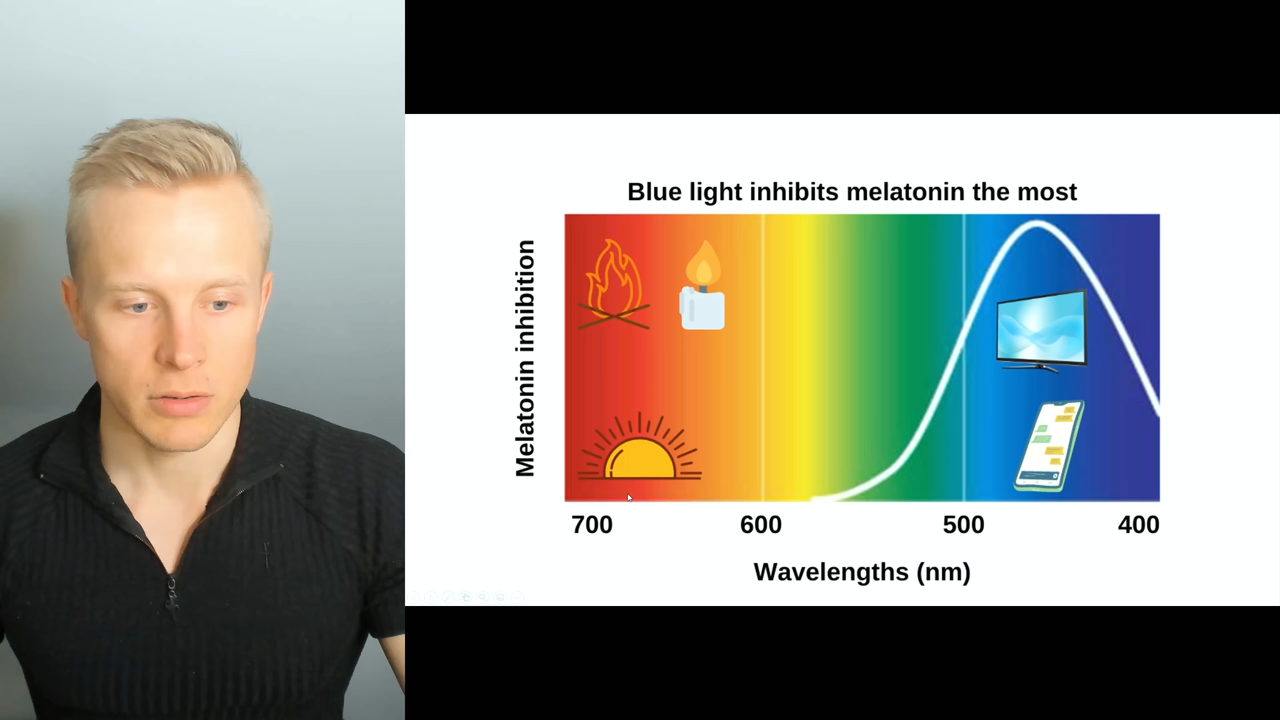 Blue light inhibits melatonin the most
Melatonin inhibition
700 600 500 400
Wavelengths (nm)